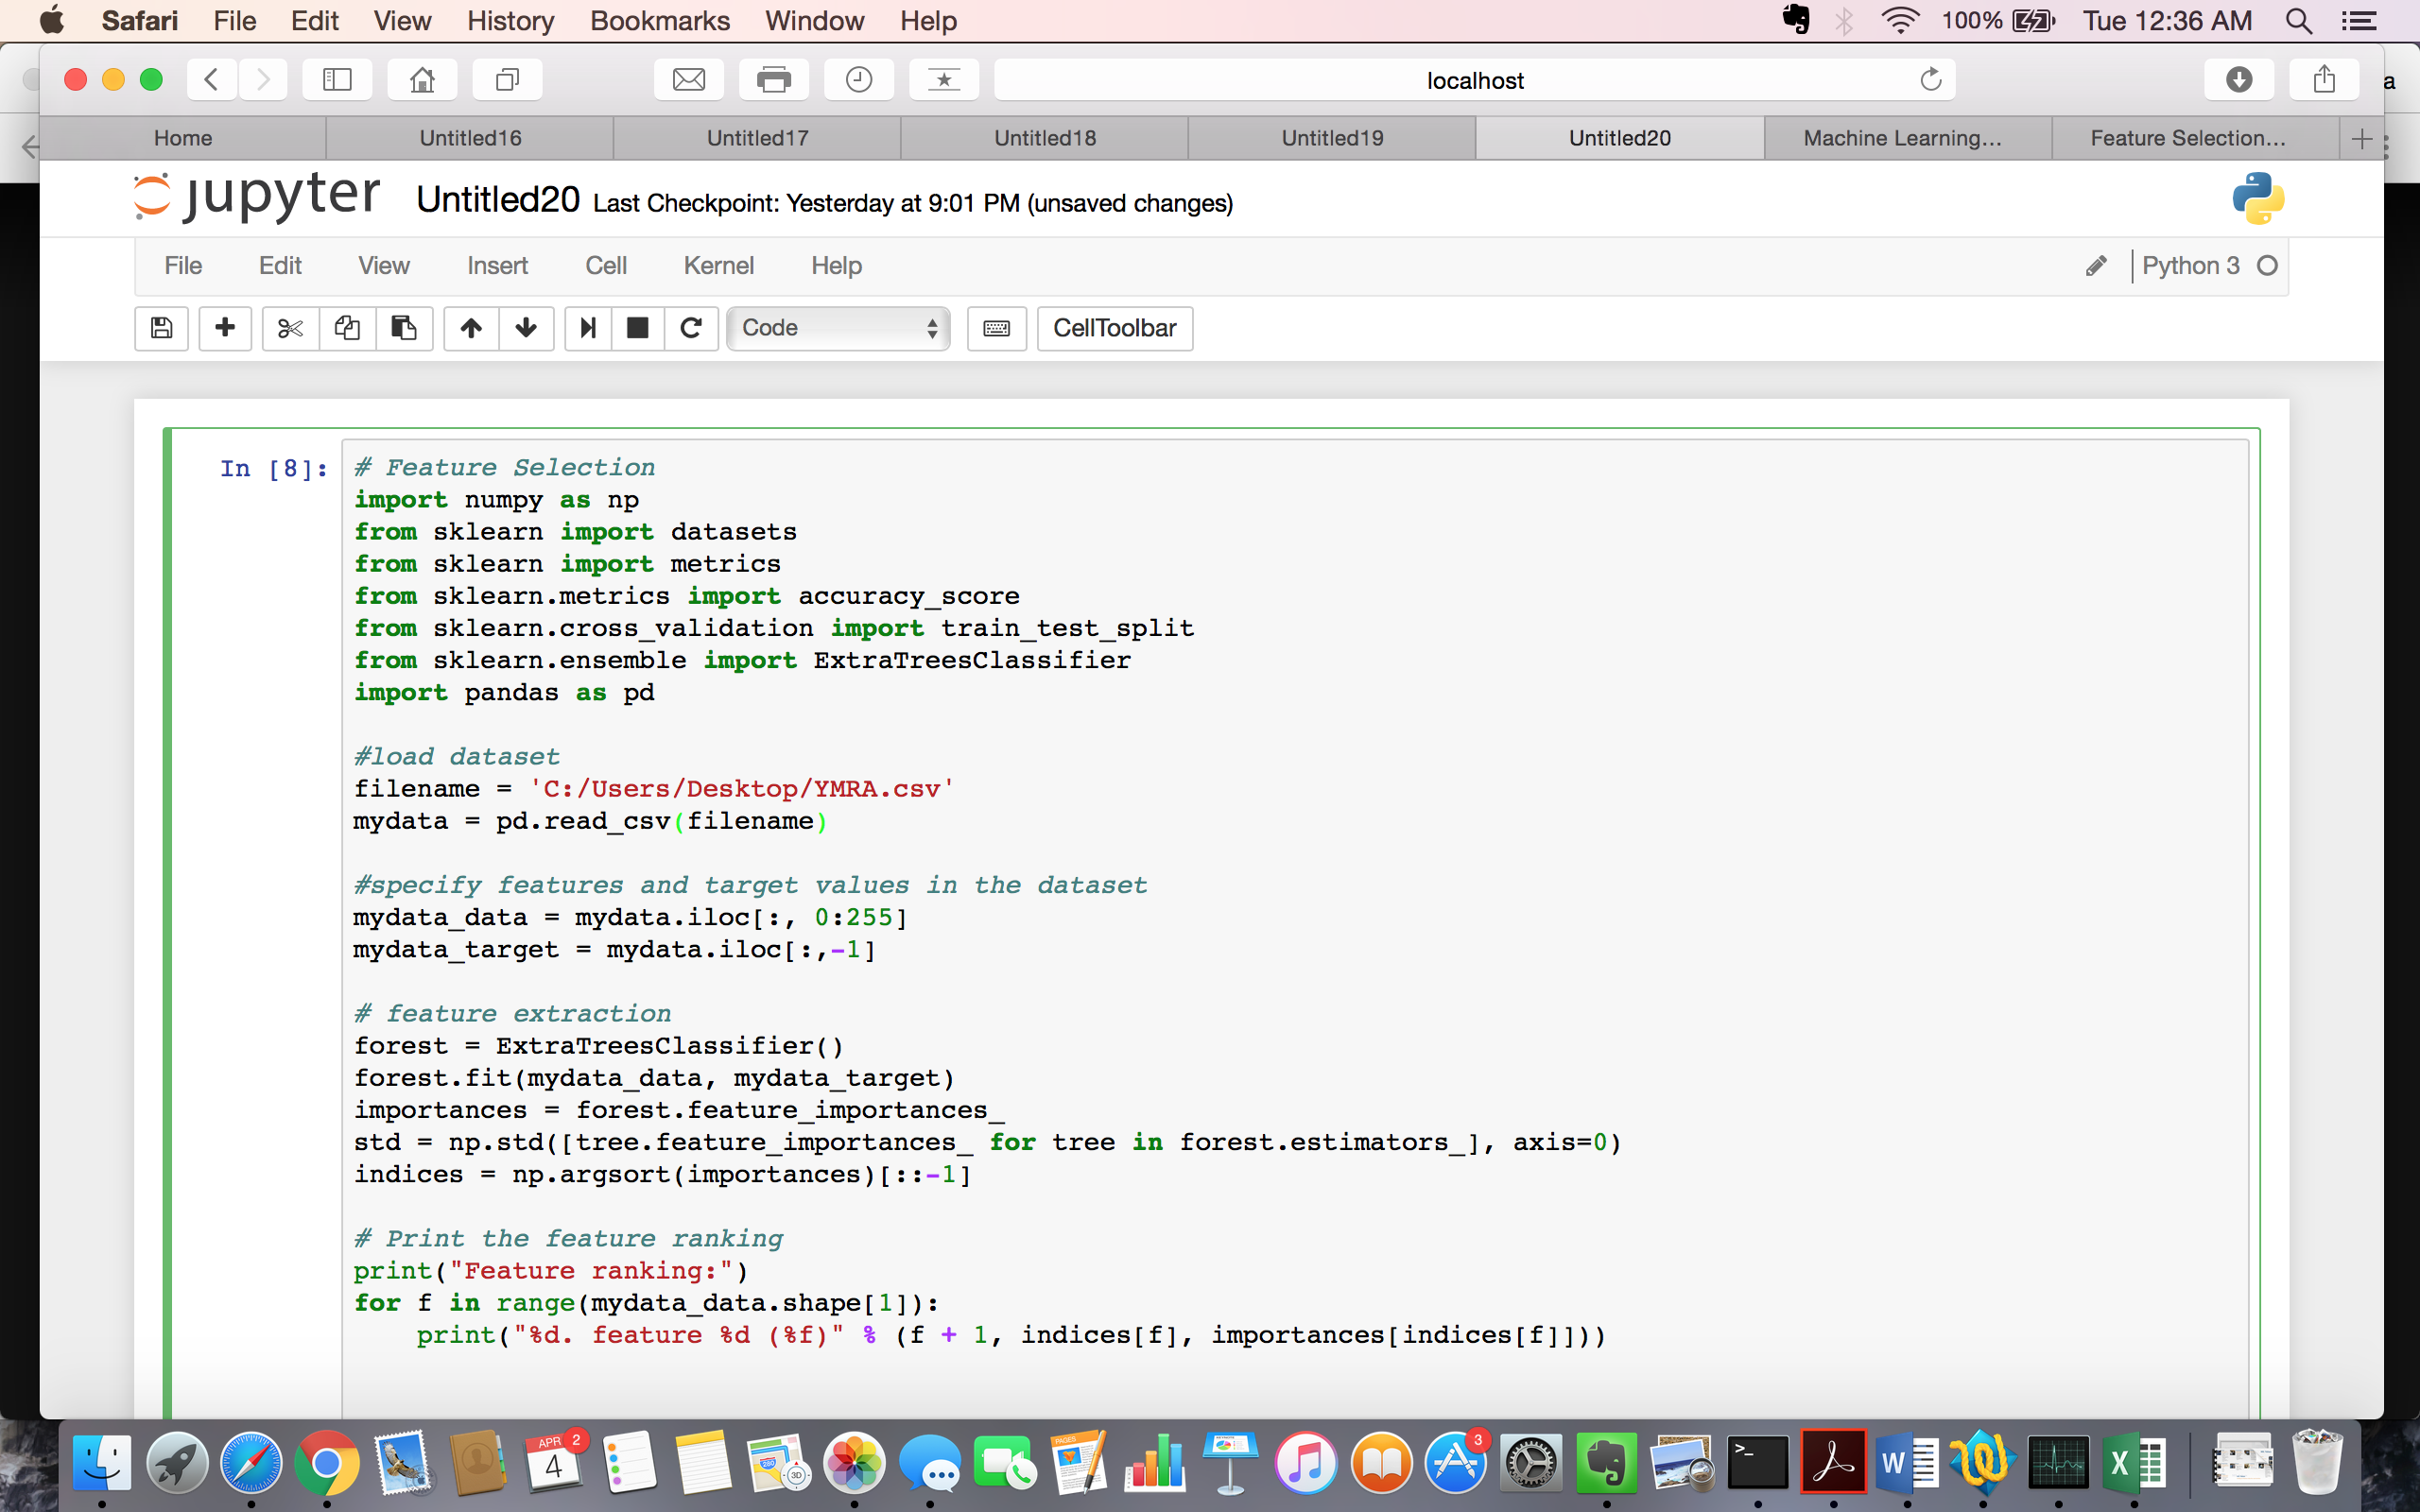 Safari File Edit View History Bookmarks Window Help 100% Tue 12:36 AM
localhost
a
Home Untitled16 Untitled17 Untitled18 Untitled19 Untitled20 Machine Learning... Feature Selection...
jupyter Untitled20 Last Checkpoint: Yesterday at 9:01 PM (unsaved changes)
File Edit View Insert Cell Kernel Help Python 3
Code CellToolbar
In [8]: # Feature Selection
import numpy as np
from sklearn import datasets
from sklearn import metrics
from sklearn.metrics import accuracy_score
from sklearn.cross_validation import train_test_split
from sklearn.ensemble import ExtraTreesClassifier
import pandas as pd
#load dataset
filename = 'C:/Users/Desktop/YMRA.csv'
mydata = pd.read_csv(filename)
#specify features and target values in the dataset
mydata_data = mydata.iloc[:, 0:255]
mydata_target = mydata.iloc[:,-1]
# feature extraction
forest = ExtraTreesClassifier()
forest.fit(mydata_data, mydata_target)
importances = forest.feature_importances_
std = np.std([tree.feature_importances_ for tree in forest.estimators_], axis=0)
indices = np.argsort(importances)[::-1]
# Print the feature ranking
print("Feature ranking:")
for f in range(mydata_data.shape[1]):
    print("%d. feature %d (%f)" % (f + 1, indices[f], importances[indices[f]]))
APR 4 2 3D PAGES 3 >_ W X